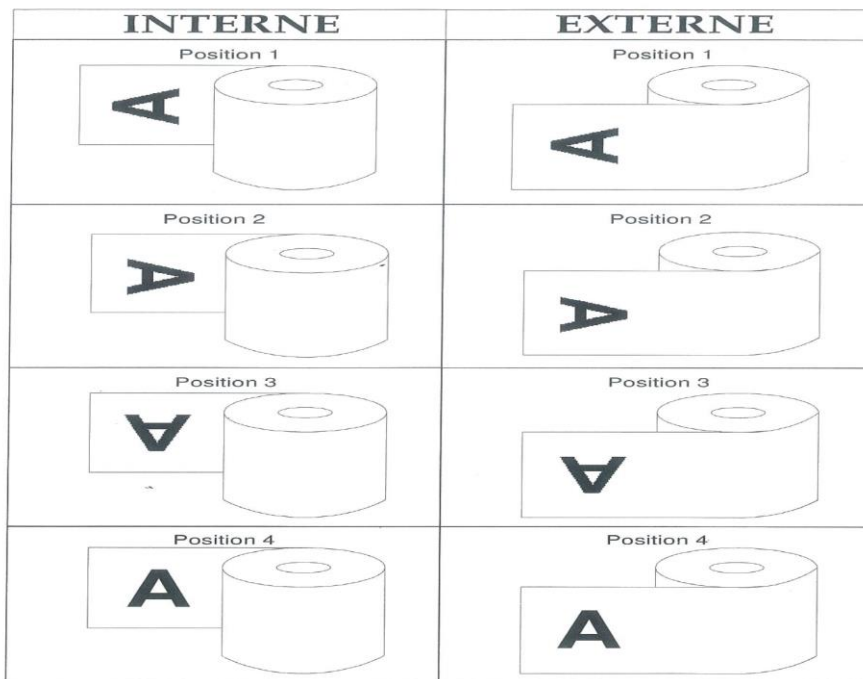 INTERNE EXTERNE
Position 1 Position 1
A A
Position 2 Position 2
A A
Position 3 Position 3
A A
Position 4 Position 4
A A